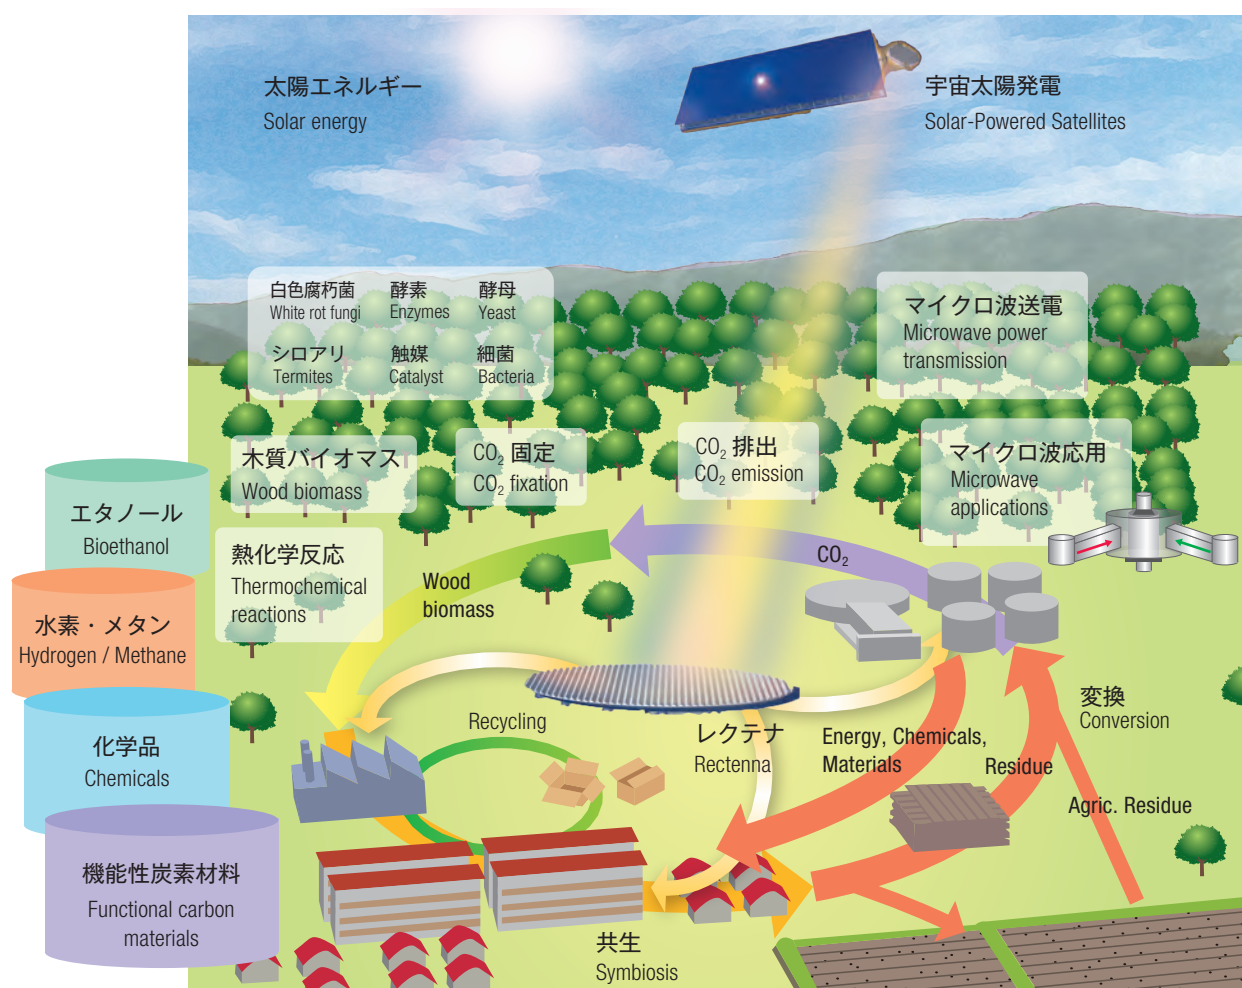 太陽エネルギー
Solar energy
宇宙太陽発電
Solar-Powered Satellites
白色腐朽菌
White rot fungi
酵素
Enzymes
酵母
Yeast
シロアリ
Termites
触媒
Catalyst
細菌
Bacteria
マイクロ波送電
Microwave power
transmission
木質バイオマス
Wood biomass
CO₂ 固定
CO₂ fixation
CO₂ 排出
CO₂ emission
マイクロ波応用
Microwave
applications
エタノール
Bioethanol
熱化学反応
Thermochemical
reactions
Wood
biomass
CO₂
水素・メタン
Hydrogen / Methane
化学品
Chemicals
Recycling
レクテナ
Rectenna
Energy, Chemicals,
Materials
Residue
変換
Conversion
Agric. Residue
機能性炭素材料
Functional carbon
materials
共生
Symbiosis